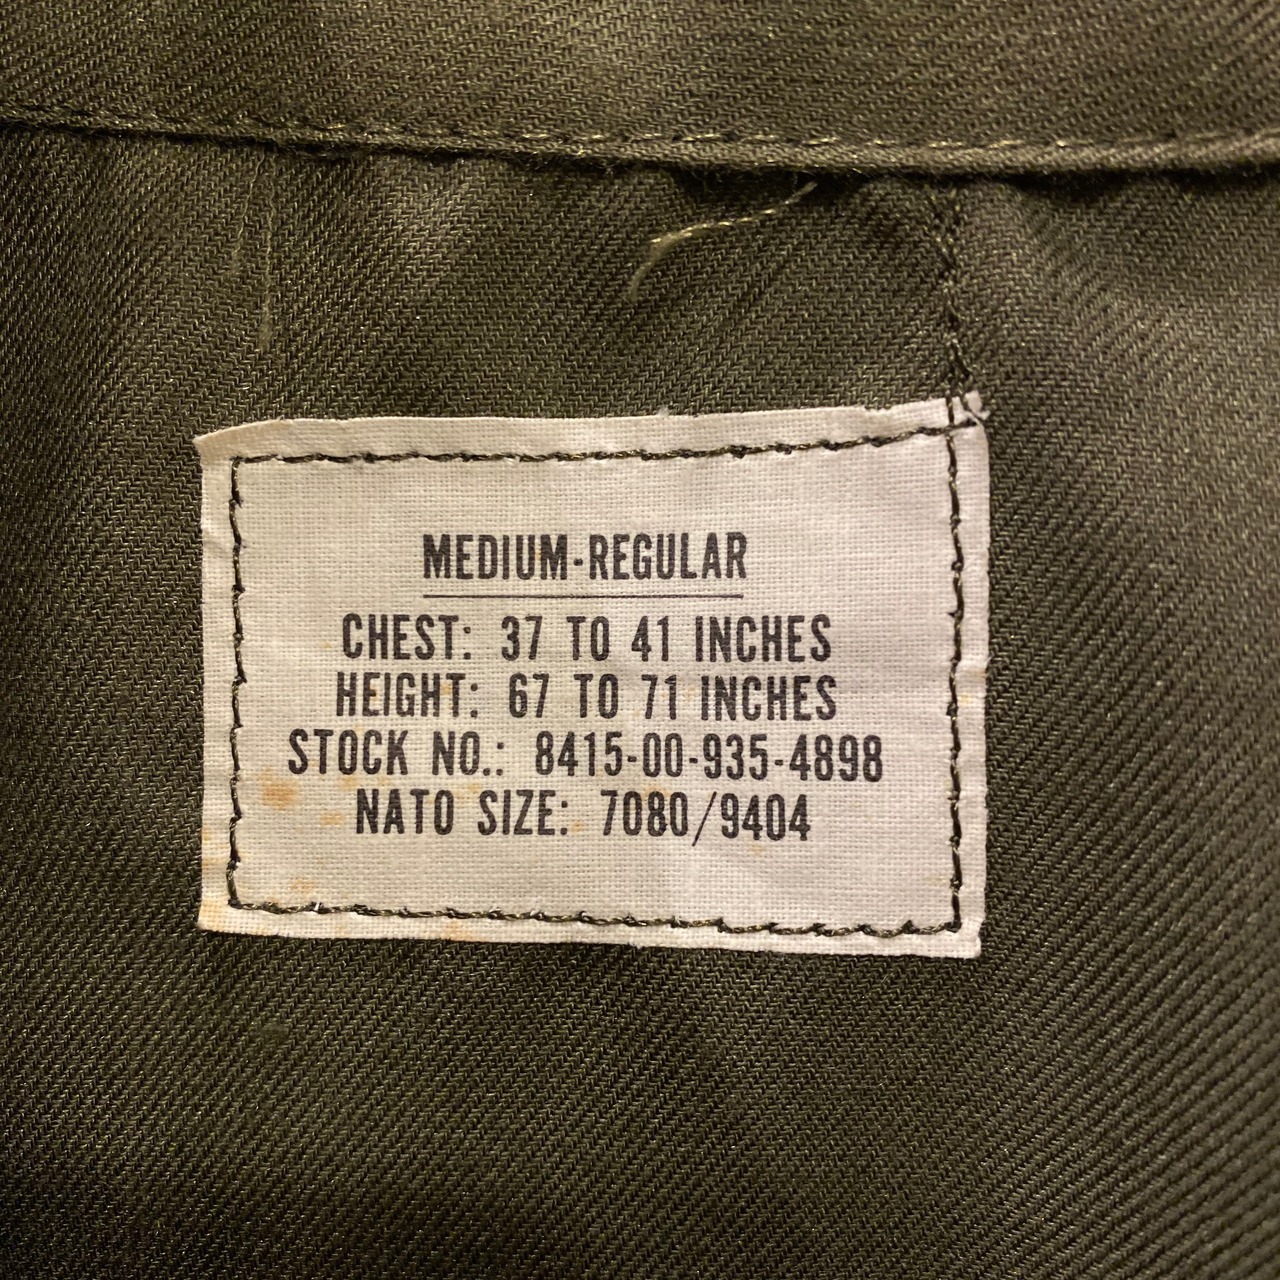 MEDIUM-REGULAR
CHEST: 37 TO 41 INCHES
HEIGHT: 67 TO 71 INCHES
STOCK NO.: 8415-00-935-4898
NATO SIZE: 7080/9404